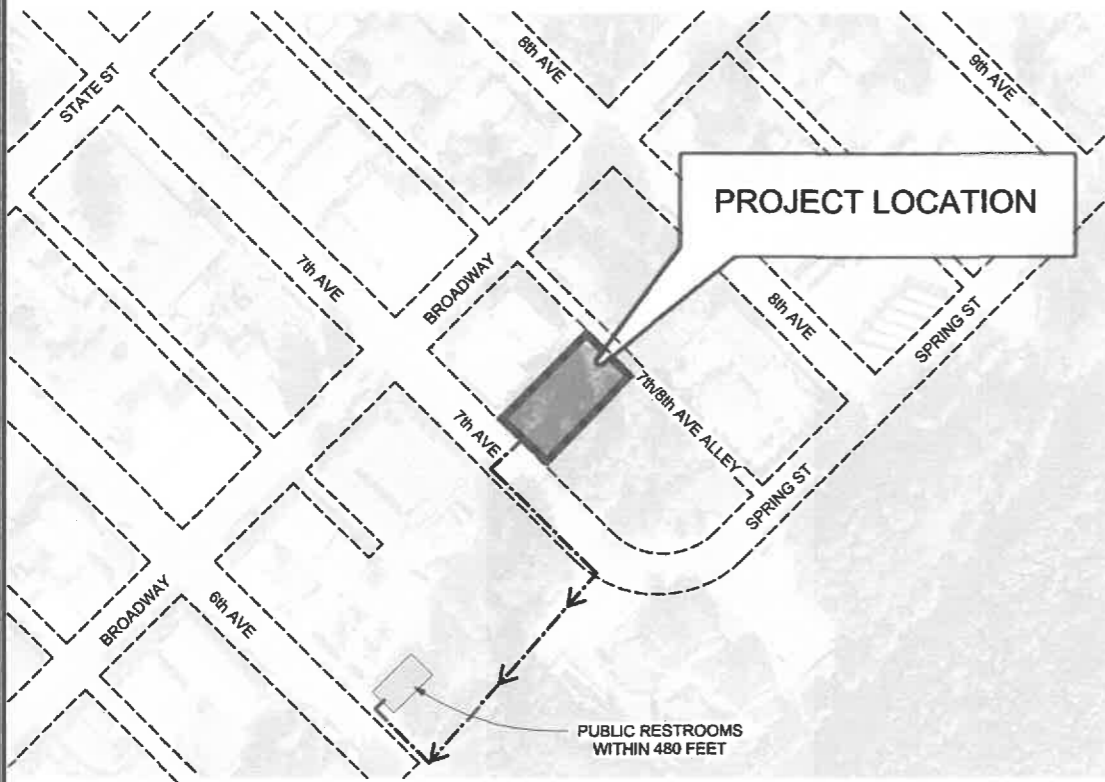 8th AVE
9th AVE
STATE ST
PROJECT LOCATION
7th AVE
BROADWAY
8th AVE
SPRING ST
7th AVE
7th/8th AVE ALLEY
SPRING ST
BROADWAY
6th AVE
PUBLIC RESTROOMS
WITHIN 480 FEET